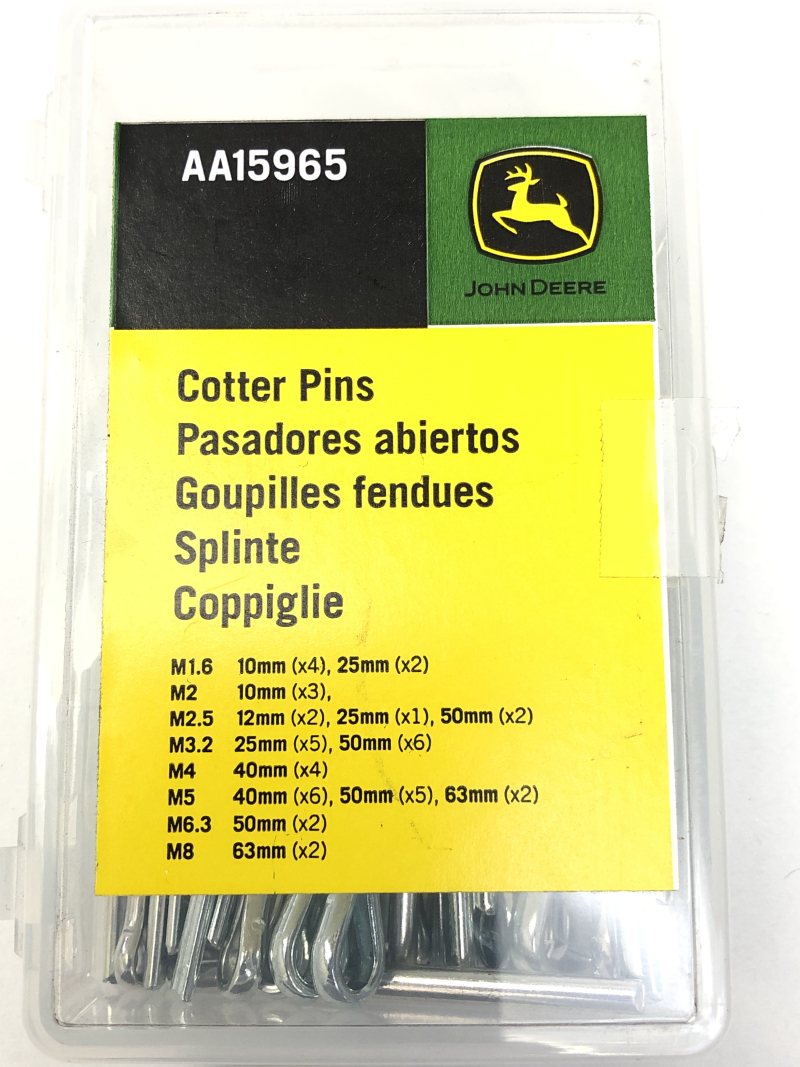 AA15965
JOHN DEERE
Cotter Pins
Pasadores abiertos
Goupilles fendues
Splinte
Coppiglie
M1.6 10mm (x4), 25mm (x2)
M2 10mm (x3),
M2.5 12mm (x2), 25mm (x1), 50mm (x2)
M3.2 25mm (x5), 50mm (x6)
M4 40mm (x4)
M5 40mm (x6), 50mm (x5), 63mm (x2)
M6.3 50mm (x2)
M8 63mm (x2)